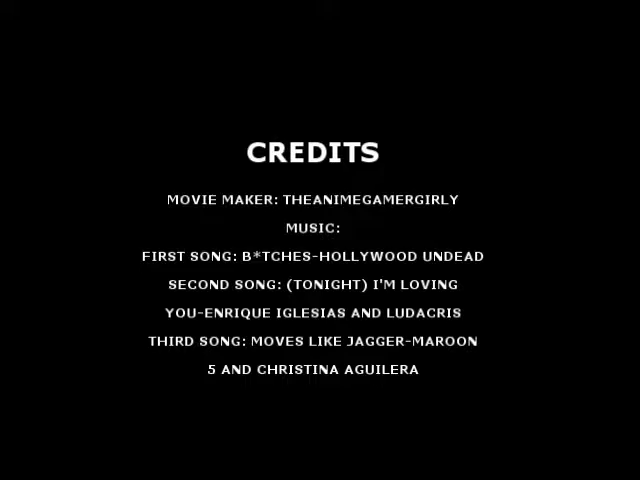 CREDITS
MOVIE MAKER: THEANIMEGAMERGIRLY
MUSIC:
FIRST SONG: B*TCHES-HOLLYWOOD UNDEAD
SECOND SONG: (TONIGHT) I'M LOVING
YOU-ENRIQUE IGLESIAS AND LUDACRIS
THIRD SONG: MOVES LIKE JAGGER-MAROON
5 AND CHRISTINA AGUILERA